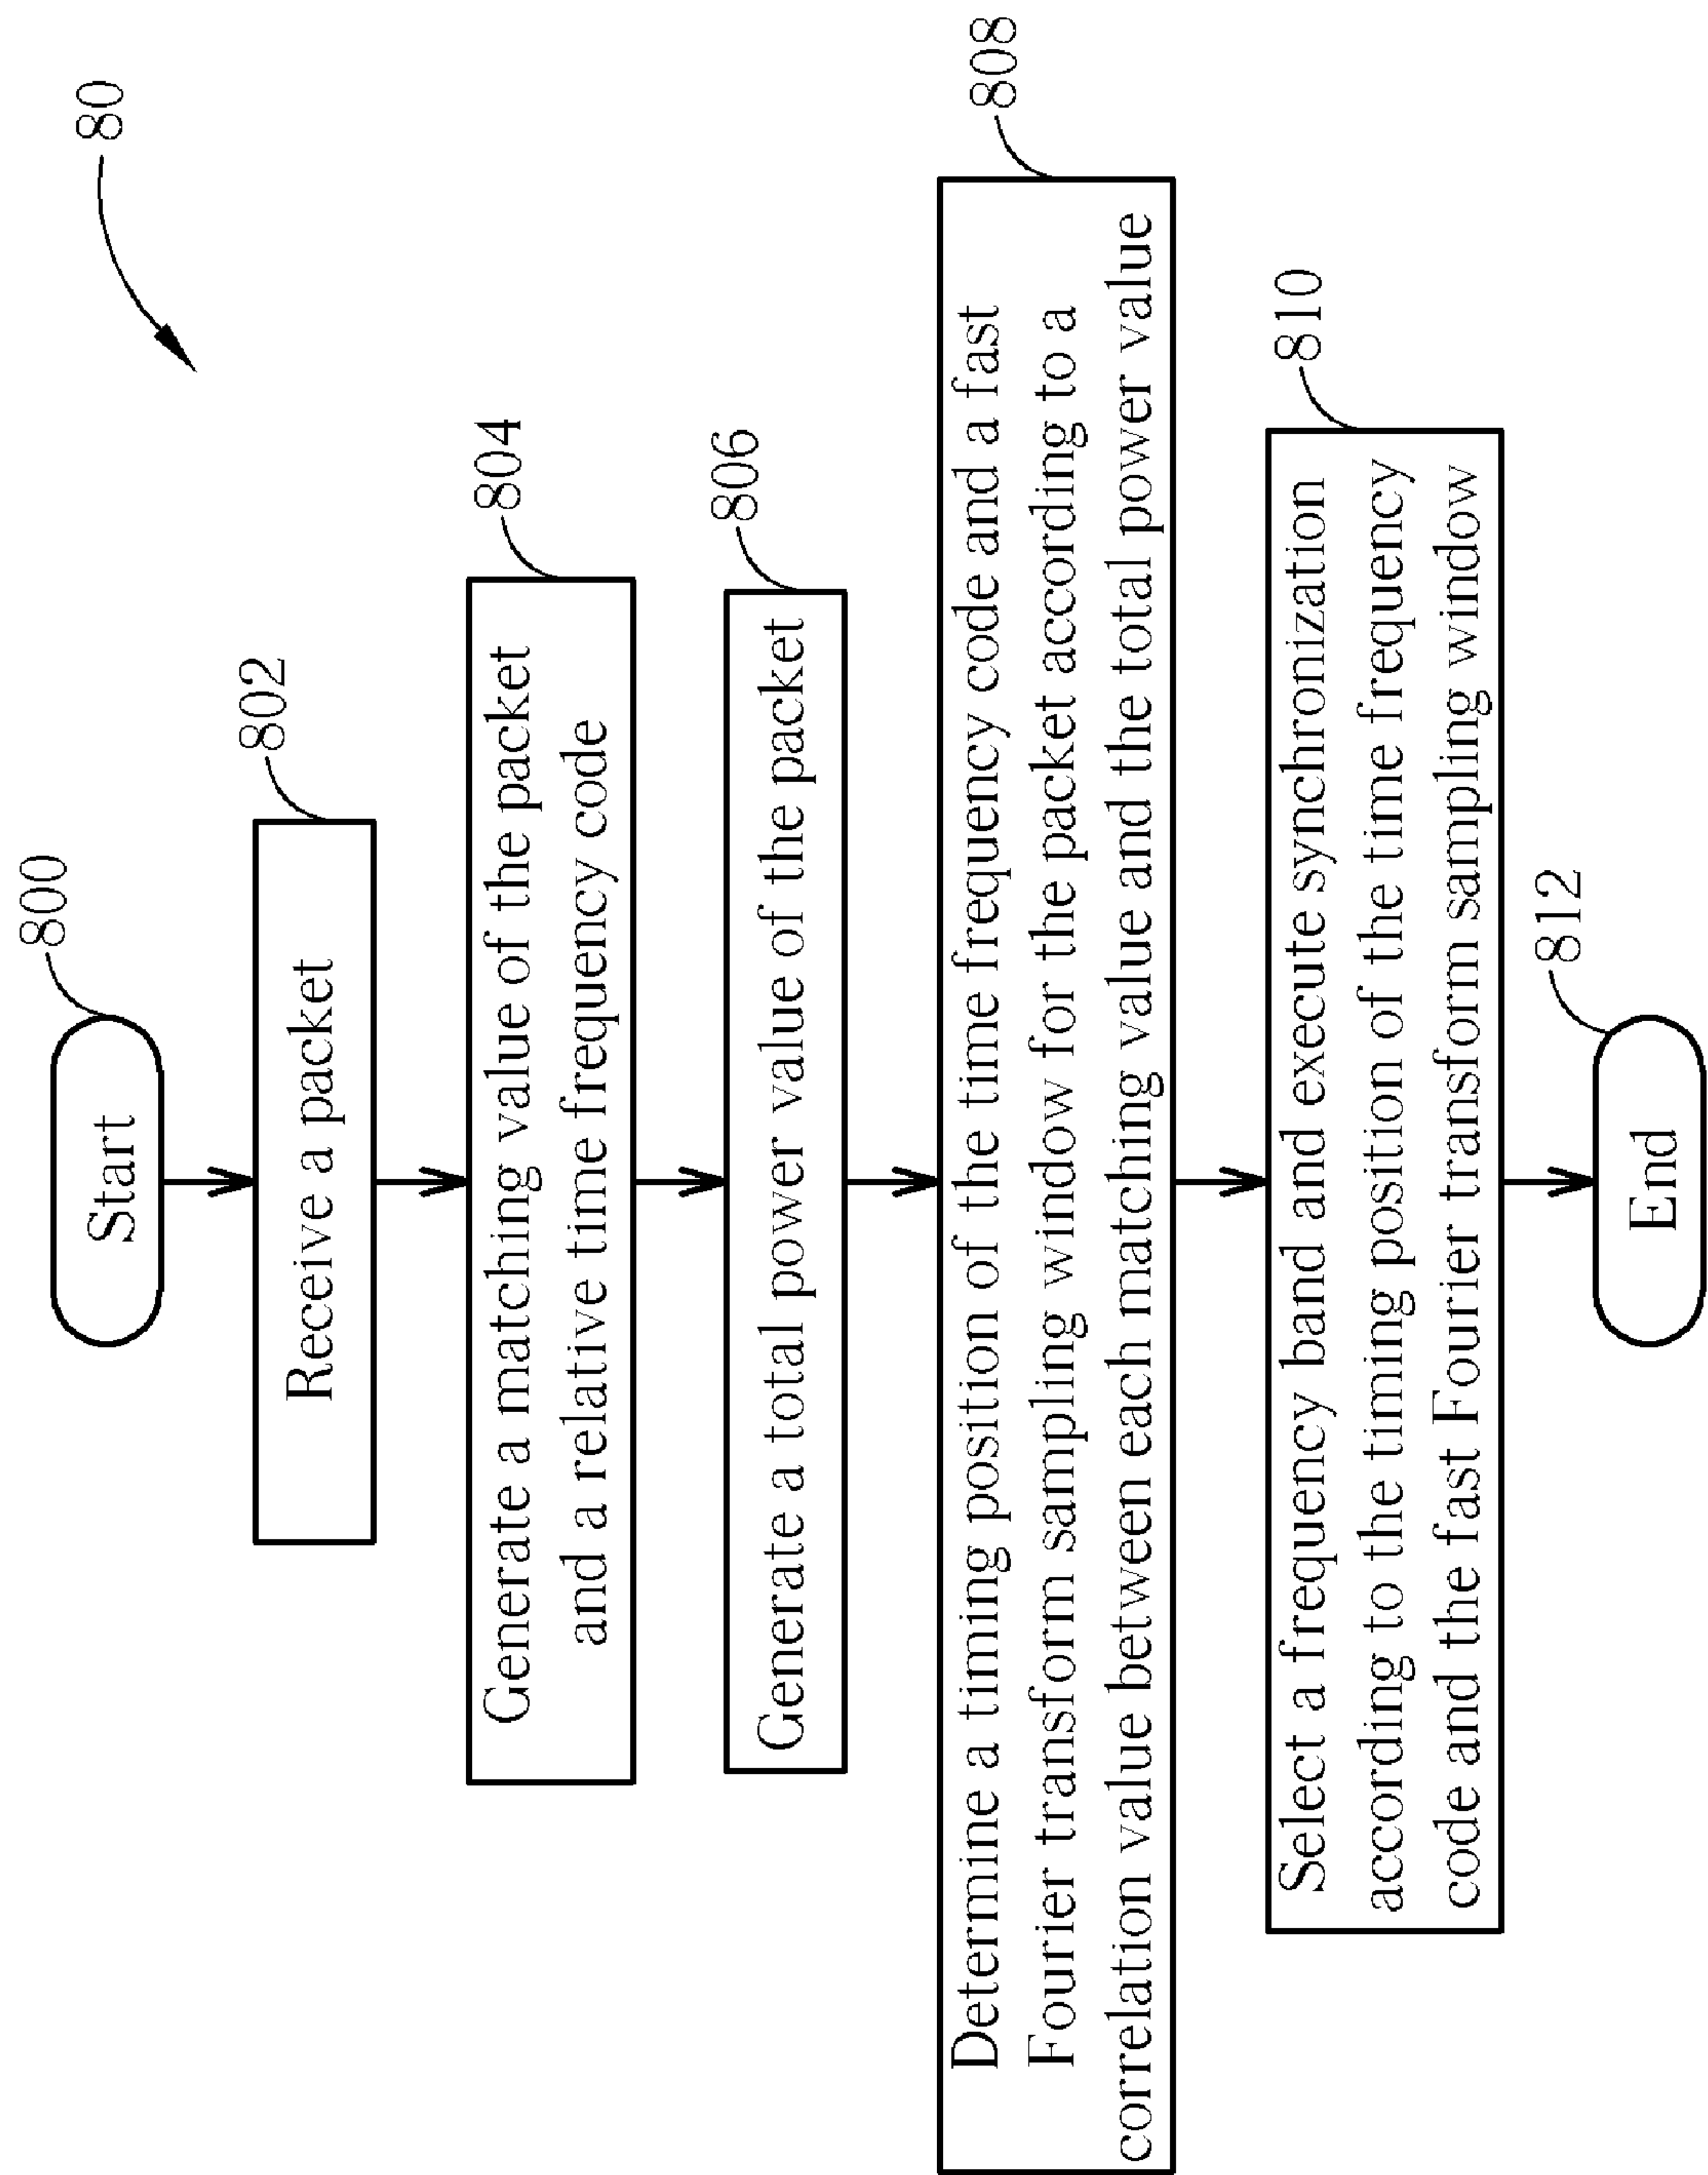 80
800
Start
802
Receive a packet
804
Generate a matching value of the packet
and a relative time frequency code
806
Generate a total power value of the packet
808
Determine a timing position of the time frequency code and a fast
Fourier transform sampling window for the packet according to a
correlation value between each matching value and the total power value
810
Select a frequency band and execute synchronization
according to the timing position of the time frequency
code and the fast Fourier transform sampling window
812
End